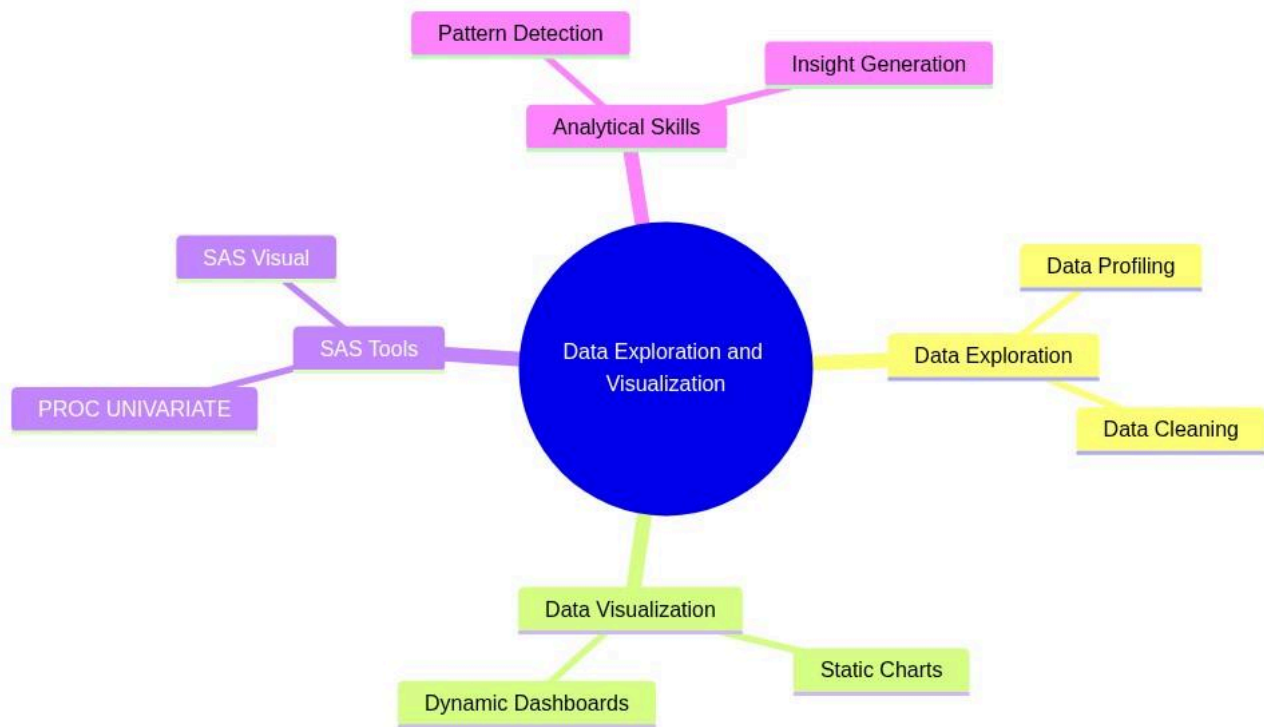 Pattern Detection
Insight Generation
Analytical Skills
SAS Visual
Data Profiling
SAS Tools
Data Exploration and
Visualization
Data Exploration
PROC UNIVARIATE
Data Cleaning
Data Visualization
Static Charts
Dynamic Dashboards